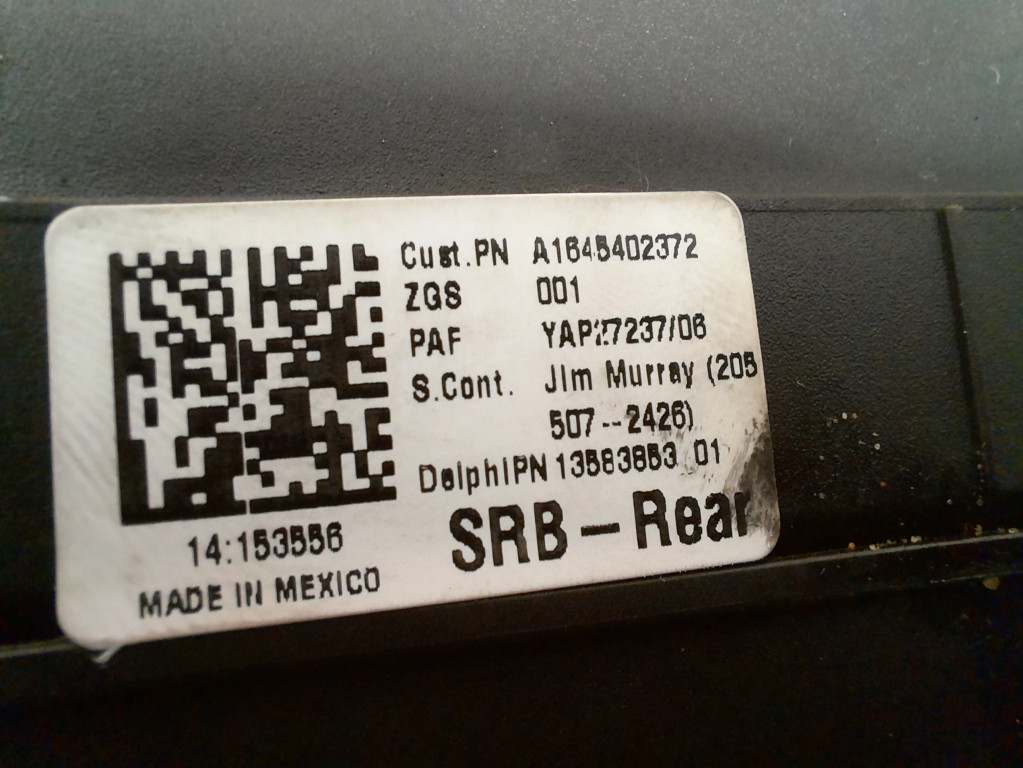 Cust.PN A1645402372
ZGS 001
PAF YAP27237/06
S.Cont. Jim Murray (205
507--2426)
DelphiPN 13583853 01
SRB-Rear
14:153556
MADE IN MEXICO